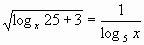 √(log_x 25 + 3) = 1/(log_5 x)